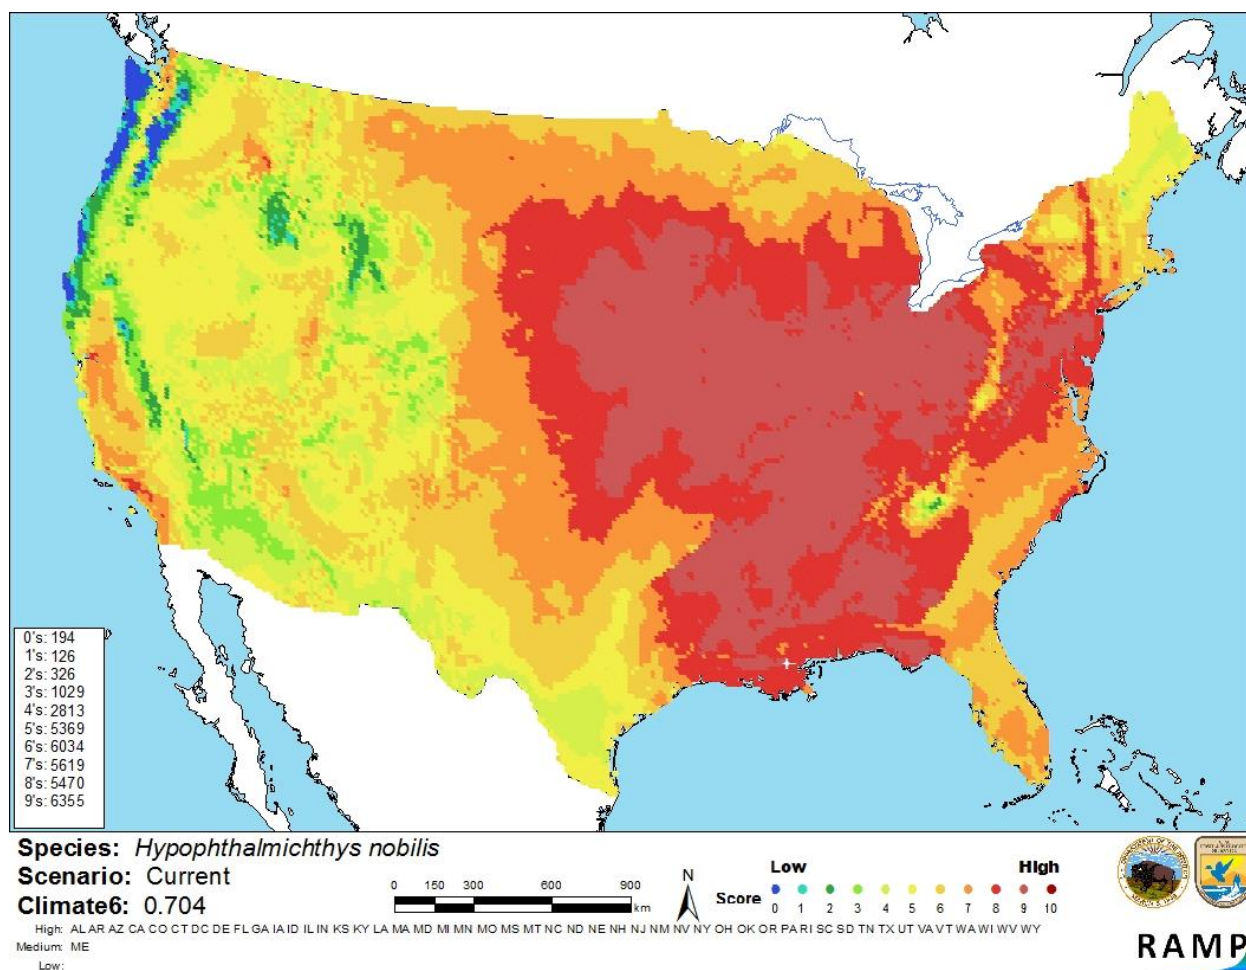 0's: 194
1's: 126
2's: 326
3's: 1029
4's: 2813
5's: 5369
6's: 6034
7's: 5619
8's: 5470
9's: 6355
Species: Hypophthalmichthys nobilis
Scenario: Current
Climate6: 0.704
0 150 300 600 900
km
N
Low High
Score 0 1 2 3 4 5 6 7 8 9 10
High: AL AR AZ CA CO CT DC DE FL GA IA ID IL IN KS KY LA MA MD MI MN MO MS MT NC ND NE NH NJ NM NV NY OH OK OR PA RI SC SD TN TX UT VA VT WA WI WV WY
Medium: ME
Low:
RAMP